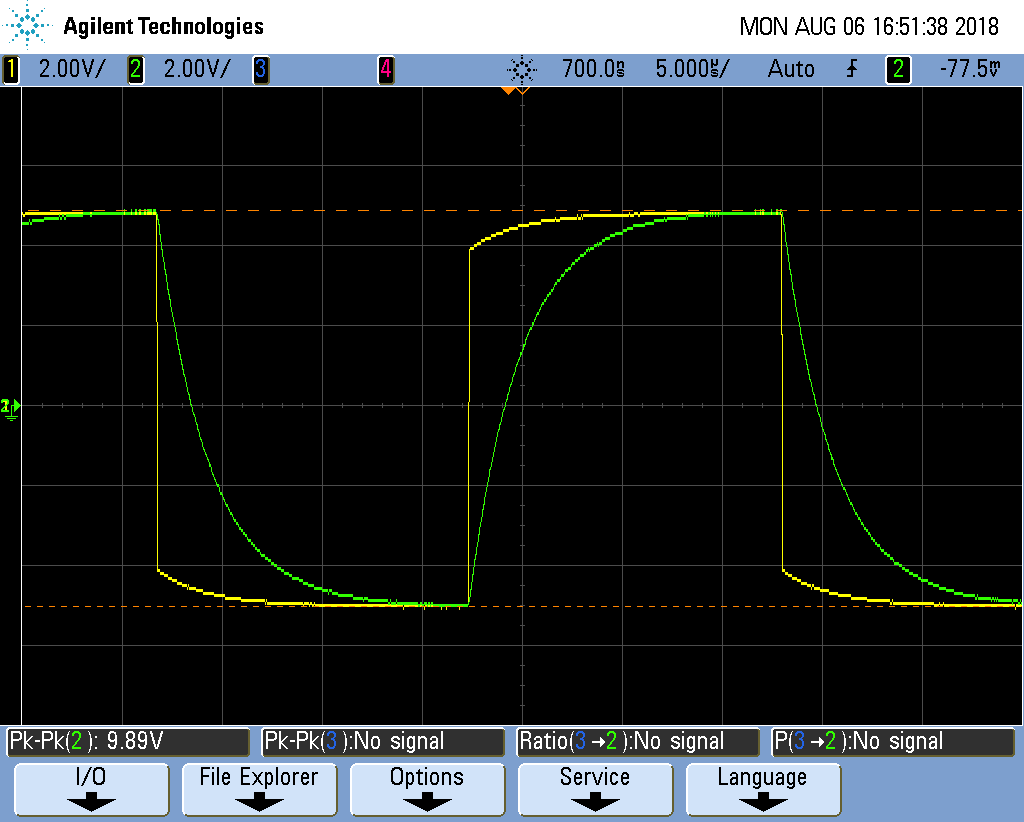 Agilent Technologies MON AUG 06 16:51:38 2018
1 2.00V/ 2 2.00V/ 3 4 700.0ns 5.000µs/ Auto 2 -77.5mV
Pk-Pk(2): 9.89V Pk-Pk(3):No signal Ratio(3→2):No signal P(3→2):No signal
I/O File Explorer Options Service Language